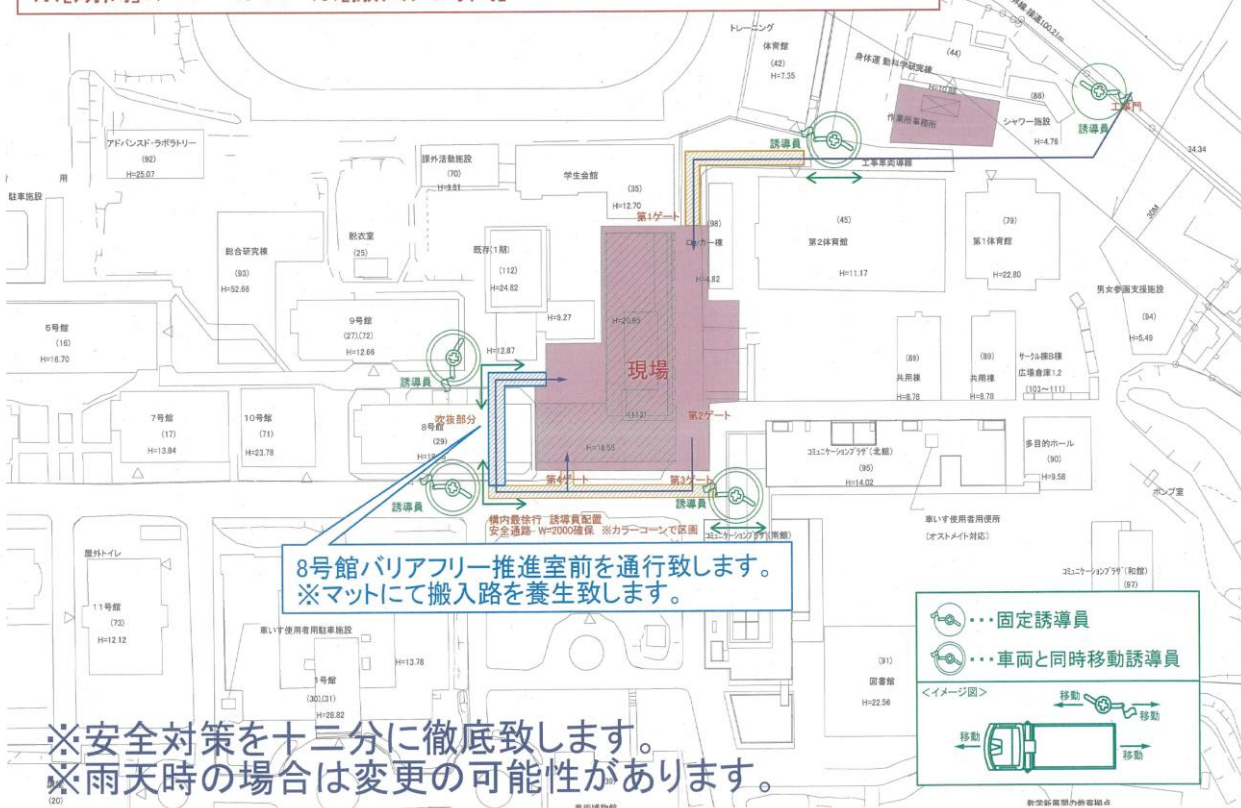 トレーニング
体育館
(42)
H=7.35
身体運動科学研究棟
(44)
(86)
工事門
誘導員
作業所事務所
シャワー施設
H=4.76
34.34
30M
アドバンスド・ラボラトリー
(92)
H=25.07
駐車施設
用
課外活動施設
(70)
H=9.61
学生会館
(35)
H=12.70
誘導員
工事車両導線
第1ゲート
(98)
ロッカー棟
H=4.82
(45)
第2体育館
H=11.17
(79)
第1体育館
H=22.80
総合研究棟
(93)
H=52.66
脱衣室
(25)
既存(1期)
(112)
H=24.62
H=9.27
H=12.87
H=20.95
現場
(112)
H=18.55
男女参画支援施設
(94)
H=5.49
5号館
(16)
H=16.70
9号館
(27),(72)
H=12.66
誘導員
(89)
共用棟
H=8.78
(89)
共用棟
H=8.78
サークル棟B棟
広場倉庫1,2
(103~111)
7号館
(17)
H=13.84
10号館
(71)
H=23.78
吹抜部分
8号館
(29)
第2ゲート
コミュニケーションプラザ(北館)
(95)
H=14.02
多目的ホール
(90)
H=9.58
第4ゲート
第3ゲート
誘導員
誘導員
ポンプ室
構内最徐行 誘導員配置
安全通路 W=2000確保 ※カラーコーンで区画
コミュニケーションプラザ(南館)
車いす使用者用便所
(オストメイト対応)
屋外トイレ
8号館バリアフリー推進室前を通行致します。
※マットにて搬入路を養生致します。
コミュニケーションプラザ(和館)
(97)
11号館
(73)
H=12.12
車いす使用者用駐車施設
H=13.78
1号館
(30),(31)
H=28.82
(91)
図書館
H=22.56
・・・固定誘導員
・・・車両と同時移動誘導員
<イメージ図>
移動
移動
移動
移動
※安全対策を十二分に徹底致します。
※雨天時の場合は変更の可能性があります。
(20)